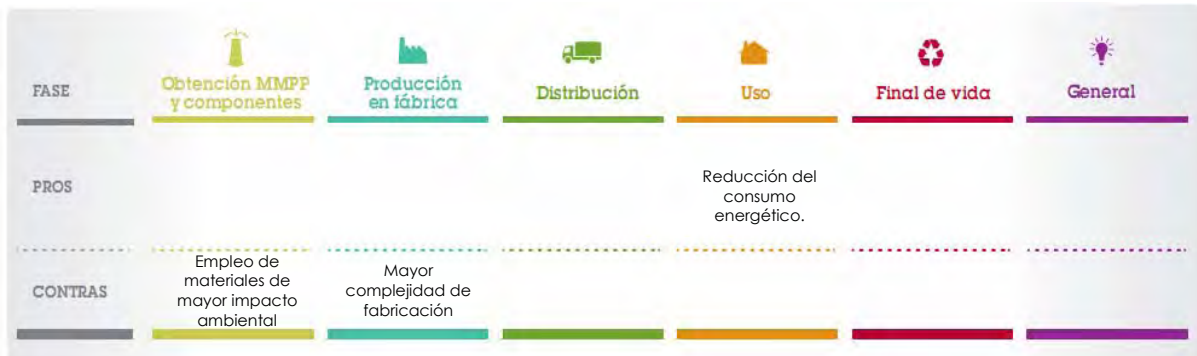 FASE
Obtención MMPP
y componentes
Producción
en fábrica
Distribución
Uso
Final de vida
General
PROS
Reducción del
consumo
energético.
CONTRAS
Empleo de
materiales de
mayor impacto
ambiental
Mayor
complejidad de
fabricación